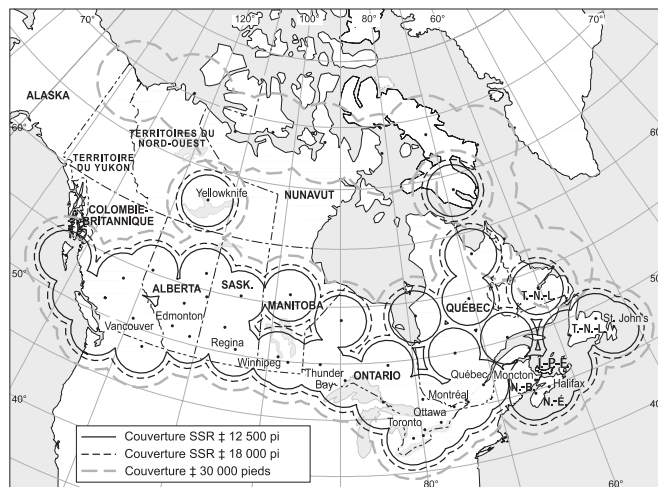 120°
100°
80°
60°
70°
70°
ALASKA
60°
TERRITOIRES DU
NORD-OUEST
TERRITOIRE
DU YUKON
60°
Yellowknife
NUNAVUT
COLOMBIE-
BRITANNIQUE
50°
50°
ALBERTA
SASK.
MANITOBA
QUÉBEC
T.-N.-L.
St. John's
T.-N.-L.
Vancouver
Edmonton
Regina
Winnipeg
Thunder
Bay
ONTARIO
Québec
Moncton
Î.-P.-É.
Halifax
N.-B.
N.-É.
Montréal
Ottawa
Toronto
40°
40°
80°
60°
Couverture SSR ‡ 12 500 pi
Couverture SSR ‡ 18 000 pi
Couverture ‡ 30 000 pieds